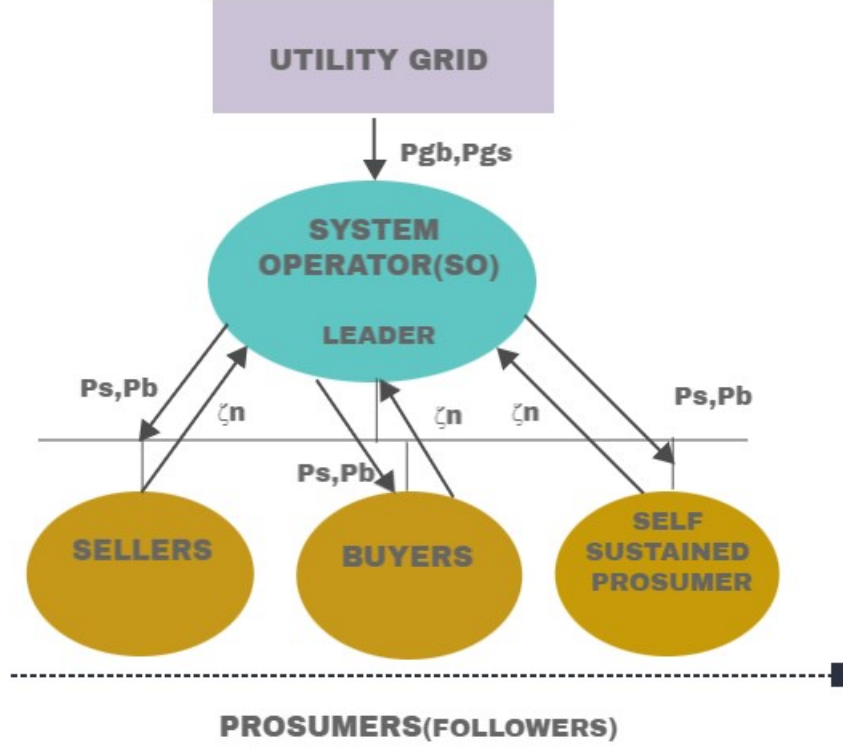 UTILITY GRID
Pgb,Pgs
SYSTEM
OPERATOR(SO)
LEADER
Ps,Pb
ζn
Ps,Pb
ζn
ζn
Ps,Pb
SELLERS
BUYERS
SELF
SUSTAINED
PROSUMER
PROSUMERS(FOLLOWERS)